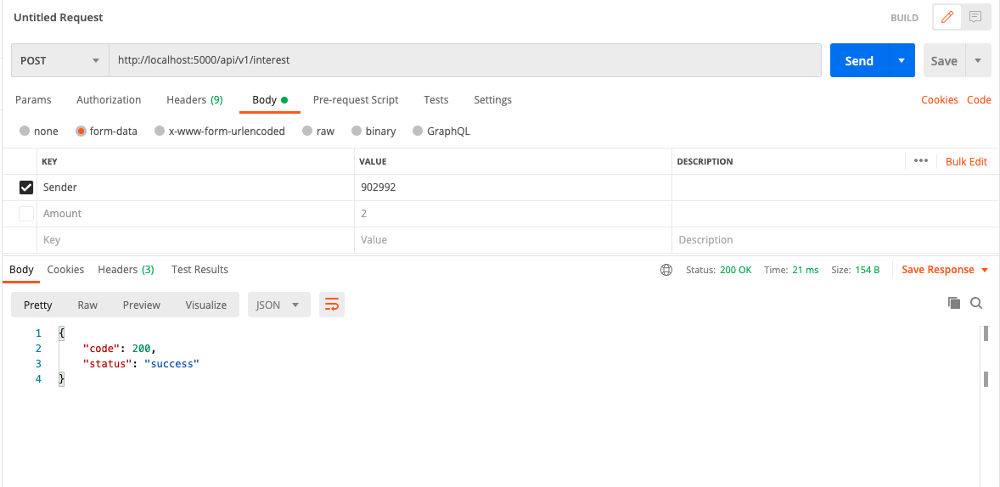 Untitled Request BUILD
POST http://localhost:5000/api/v1/interest Send Save
Params Authorization Headers (9) Body Pre-request Script Tests Settings Cookies Code
none form-data x-www-form-urlencoded raw binary GraphQL
KEY VALUE DESCRIPTION ••• Bulk Edit
Sender 902992
Amount 2
Key Value Description
Body Cookies Headers (3) Test Results Status: 200 OK Time: 21 ms Size: 154 B Save Response
Pretty Raw Preview Visualize JSON
1 {
2 "code": 200,
3 "status": "success"
4 }